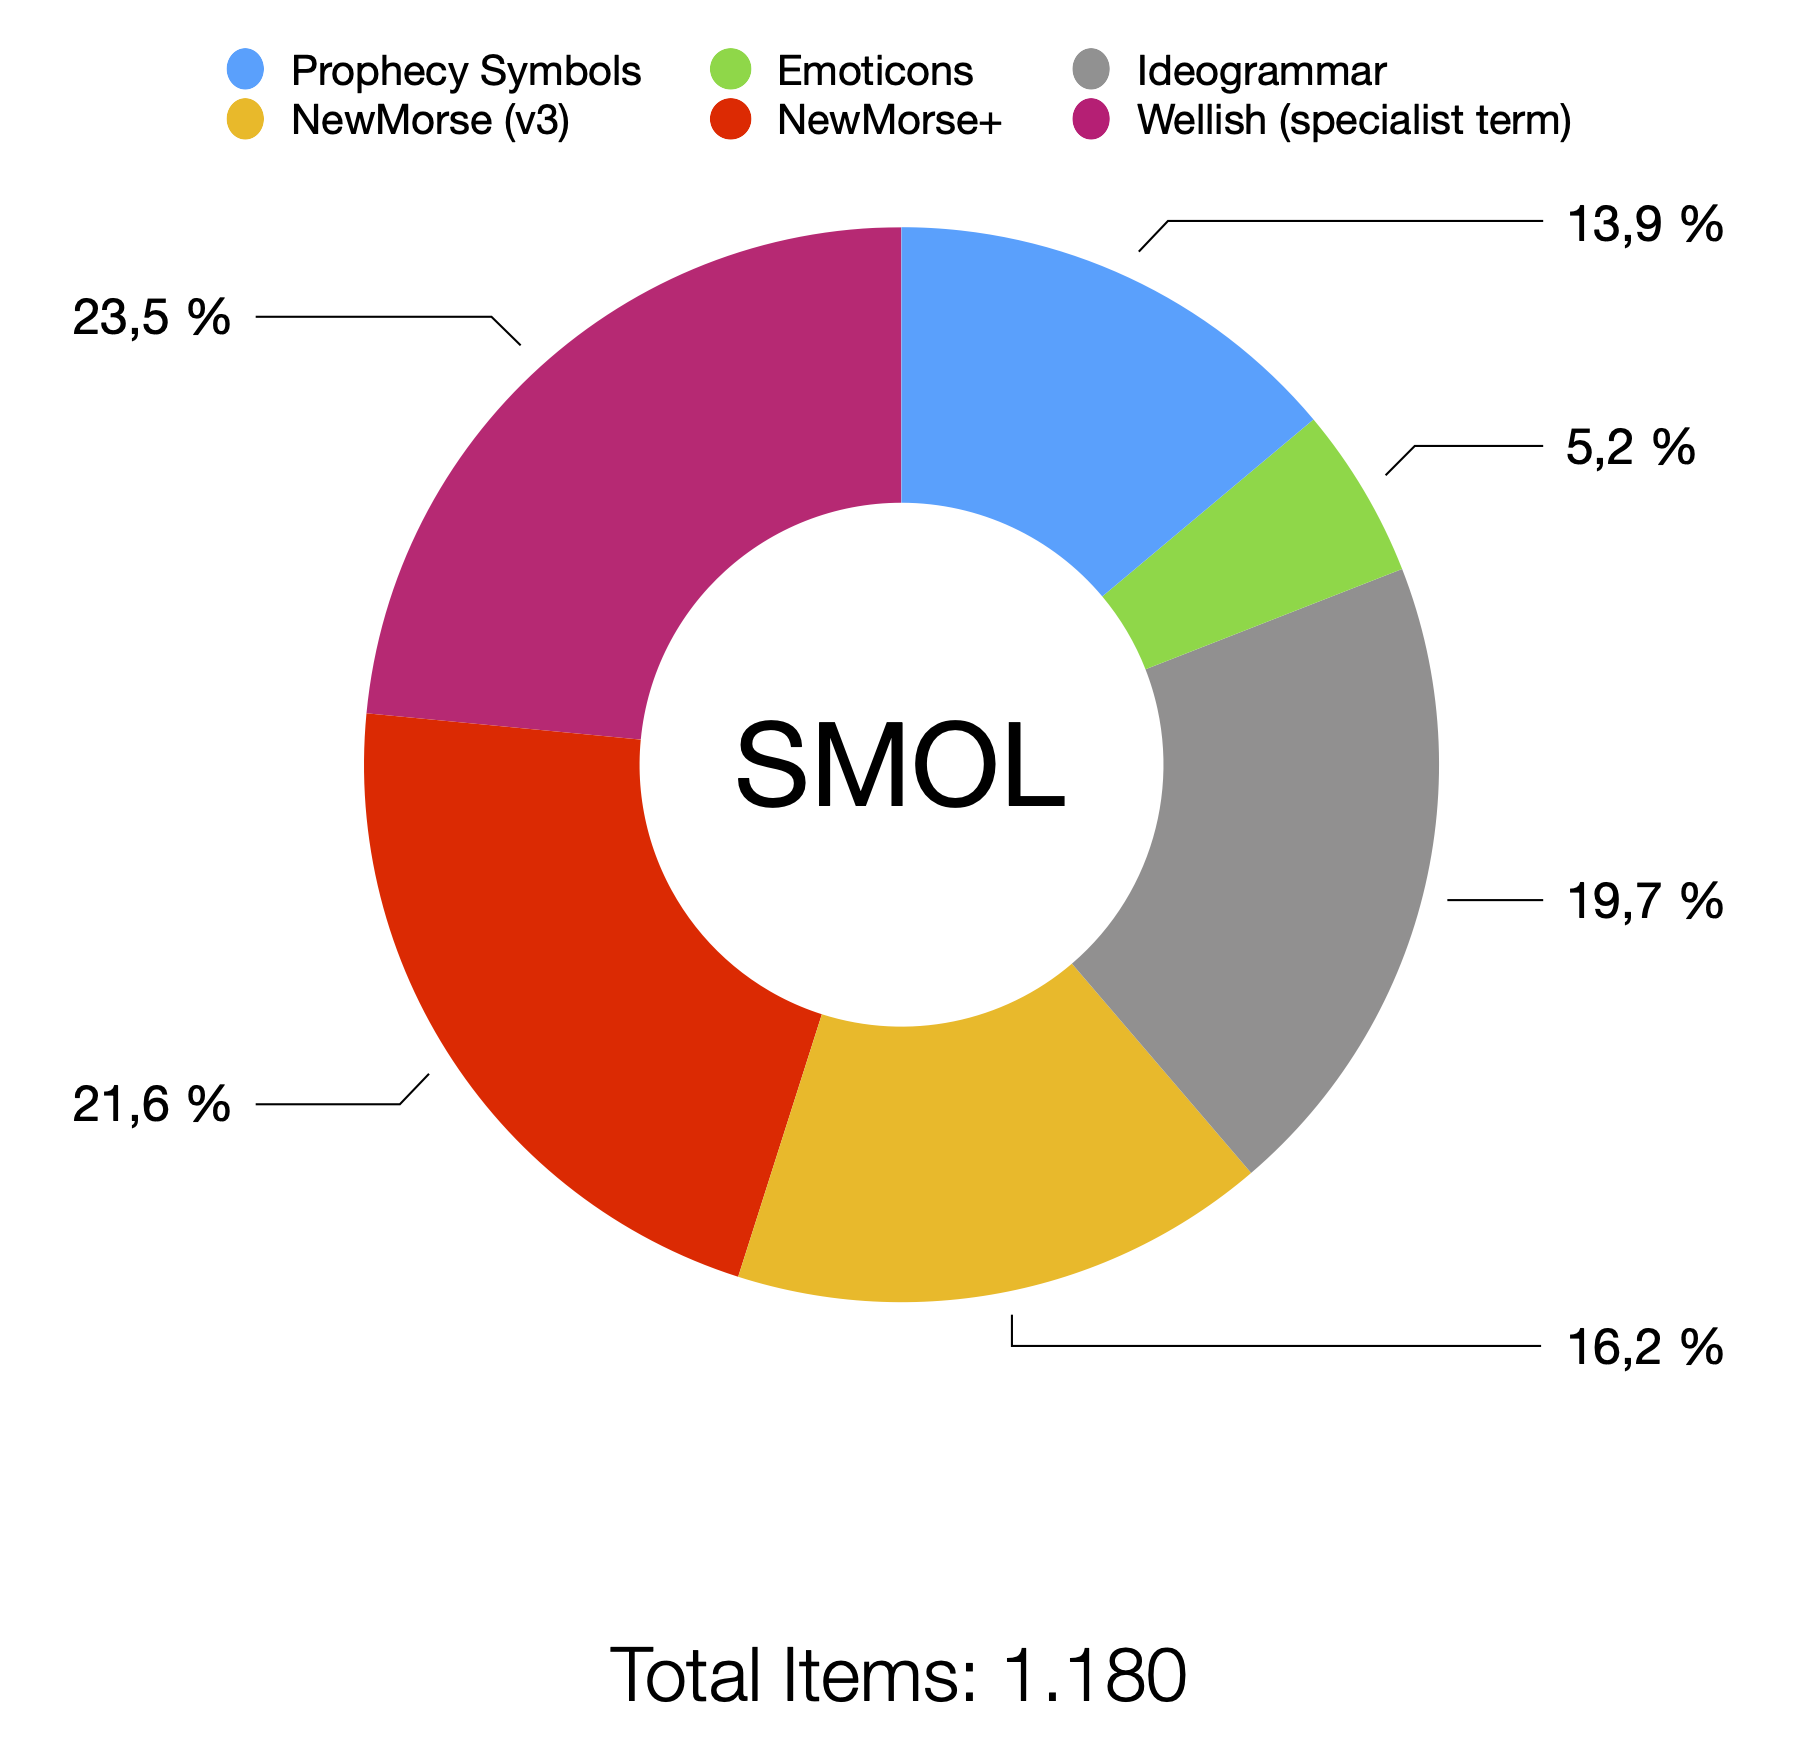 Prophecy Symbols
Emoticons
Ideogrammar
NewMorse (v3)
NewMorse+
Wellish (specialist term)
13,9 %
23,5 %
5,2 %
SMOL
19,7 %
21,6 %
16,2 %
Total Items: 1.180